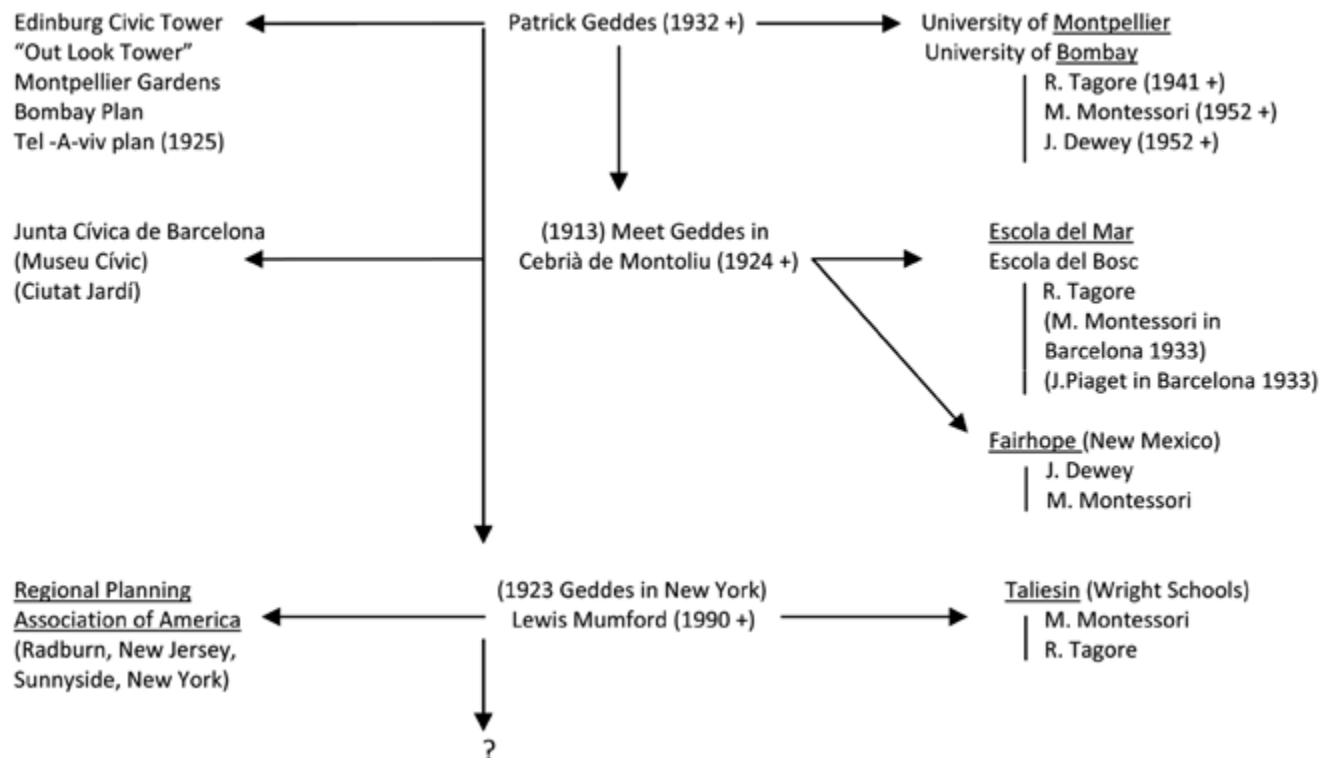 Edinburg Civic Tower
“Out Look Tower”
Montpellier Gardens
Bombay Plan
Tel -A-viv plan (1925)
Patrick Geddes (1932 +)
University of Montpellier
University of Bombay
R. Tagore (1941 +)
M. Montessori (1952 +)
J. Dewey (1952 +)
Junta Cívica de Barcelona
(Museu Cívic)
(Ciutat Jardí)
(1913) Meet Geddes in
Cebrià de Montoliu (1924 +)
Escola del Mar
Escola del Bosc
R. Tagore
(M. Montessori in
Barcelona 1933)
(J.Piaget in Barcelona 1933)
Fairhope (New Mexico)
J. Dewey
M. Montessori
Regional Planning
Association of America
(Radburn, New Jersey,
Sunnyside, New York)
(1923 Geddes in New York)
Lewis Mumford (1990 +)
Taliesin (Wright Schools)
M. Montessori
R. Tagore
?